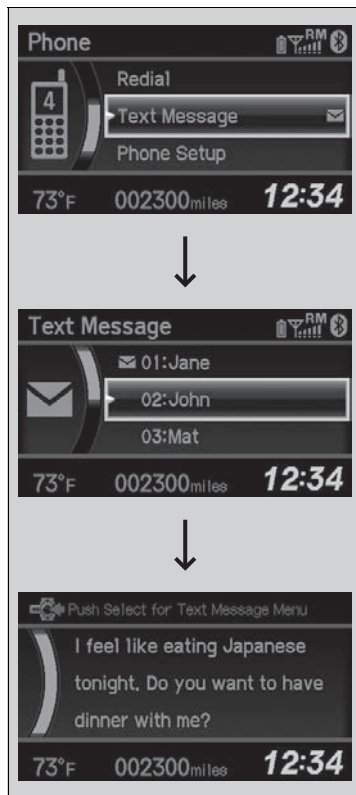 Phone
RM
4
Redial
Text Message
Phone Setup
73°F 002300miles 12:34
Text Message
RM
01:Jane
02:John
03:Mat
73°F 002300miles 12:34
Push Select for Text Message Menu
I feel like eating Japanese
tonight, Do you want to have
dinner with me?
73°F 002300miles 12:34